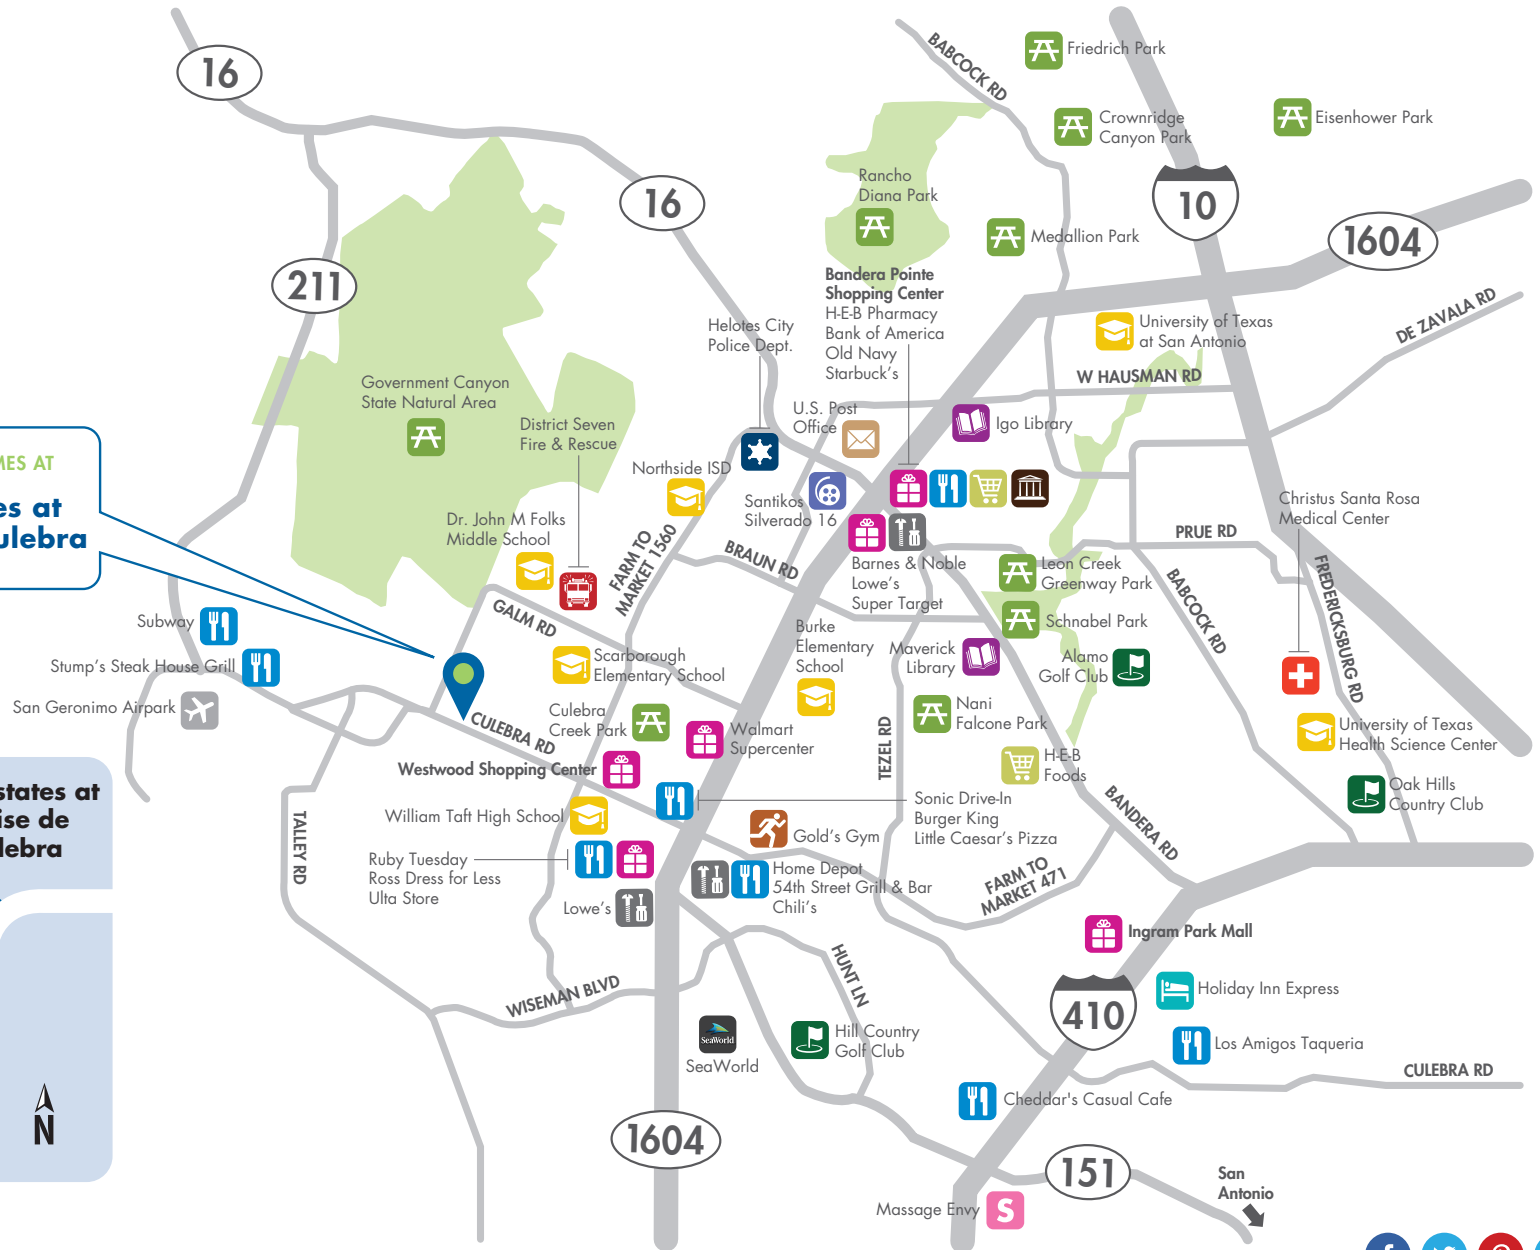 16
BABCOCK RD
Friedrich Park
Crownridge
Canyon Park
Eisenhower Park
10
16
Rancho
Diana Park
Medallion Park
1604
211
Bandera Pointe
Shopping Center
H-E-B Pharmacy
Bank of America
Old Navy
Starbuck's
Helotes City
Police Dept.
University of Texas
at San Antonio
DE ZAVALA RD
W HAUSMAN RD
Government Canyon
State Natural Area
District Seven
Fire & Rescue
U.S. Post
Office
Igo Library
MES AT
es at
ulebra
Northside ISD
Santikos
Silverado 16
Christus Santa Rosa
Medical Center
Dr. John M Folks
Middle School
FARM TO
MARKET 1560
BRAUN RD
PRUE RD
Barnes & Noble
Lowe's
Super Target
Leon Creek
Greenway Park
BABCOCK RD
FREDERICKSBURG RD
GALM RD
Subway
Stump's Steak House Grill
San Geronimo Airpark
Scarborough
Elementary School
Burke
Elementary
School
Maverick
Library
Schnabel Park
Alamo
Golf Club
Culebra
Creek Park
CULEBRA RD
Walmart
Supercenter
TEZEL RD
Nani
Falcone Park
University of Texas
Health Science Center
H-E-B
Foods
Westwood Shopping Center
states at
ise de
lebra
TALLEY RD
William Taft High School
Sonic Drive-In
Burger King
Little Caesar's Pizza
BANDERA RD
Oak Hills
Country Club
Gold's Gym
Ruby Tuesday
Ross Dress for Less
Ulta Store
Home Depot
54th Street Grill & Bar
Chili's
FARM TO
MARKET 471
Lowe's
Ingram Park Mall
HUNT LN
WISEMAN BLVD
410
Holiday Inn Express
SeaWorld
SeaWorld
Hill Country
Golf Club
Los Amigos Taqueria
CULEBRA RD
Cheddar's Casual Cafe
N
1604
151
San
Antonio
Massage Envy
S